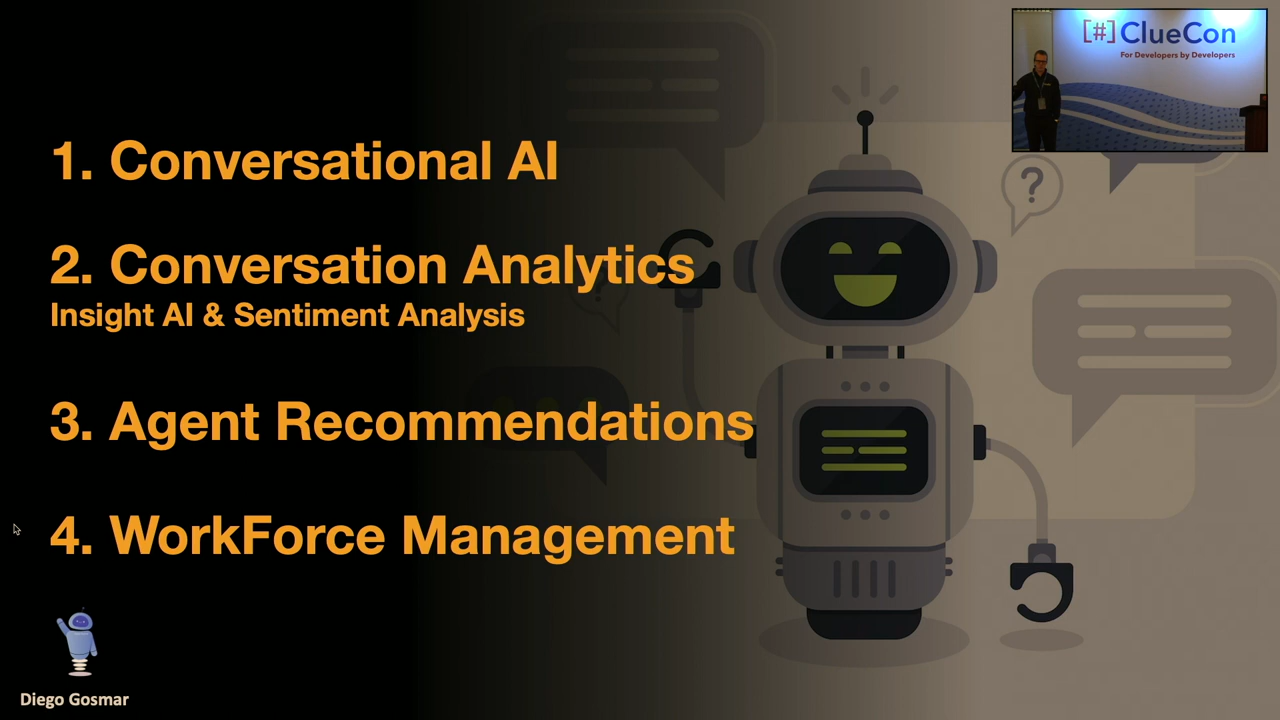 [#] ClueCon
For Developers by Developers
1. Conversational AI
2. Conversation Analytics
Insight AI & Sentiment Analysis
3. Agent Recommendations
4. WorkForce Management
Diego Gosmar
?